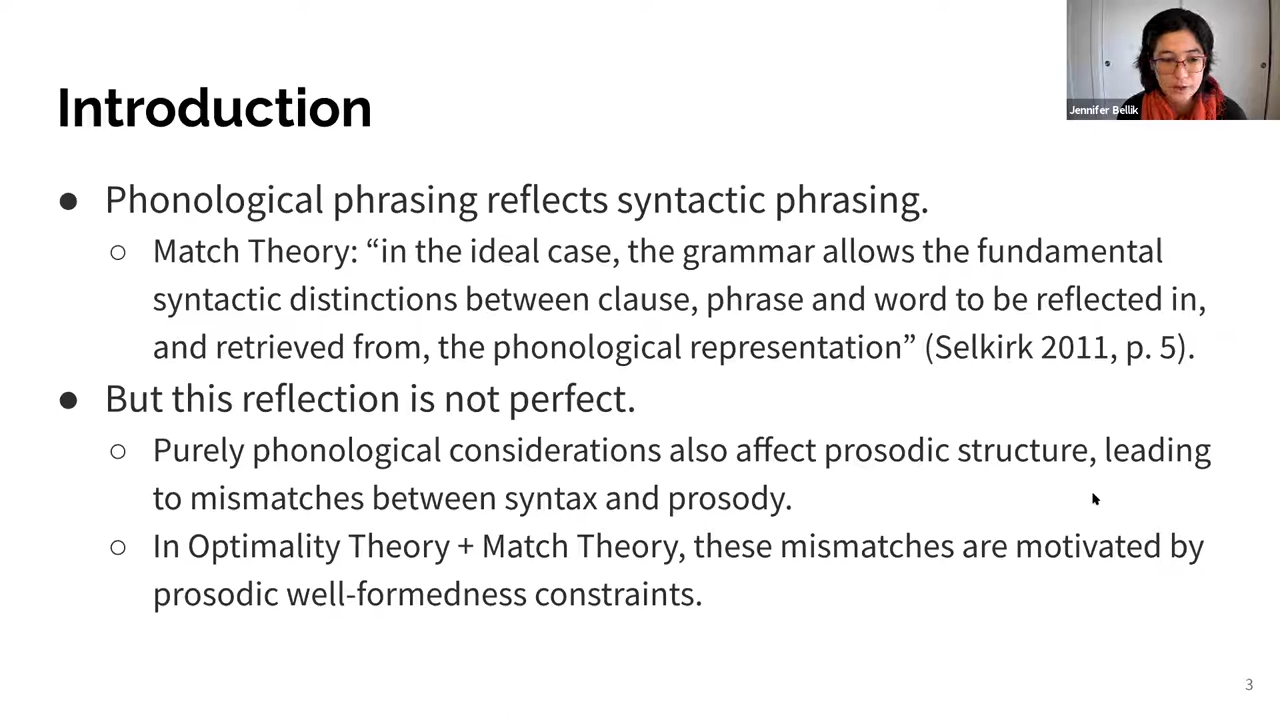 Jennifer Bellik
Introduction
● Phonological phrasing reflects syntactic phrasing.
○ Match Theory: “in the ideal case, the grammar allows the fundamental
syntactic distinctions between clause, phrase and word to be reflected in,
and retrieved from, the phonological representation” (Selkirk 2011, p. 5).
● But this reflection is not perfect.
○ Purely phonological considerations also affect prosodic structure, leading
to mismatches between syntax and prosody.
○ In Optimality Theory + Match Theory, these mismatches are motivated by
prosodic well-formedness constraints.
3